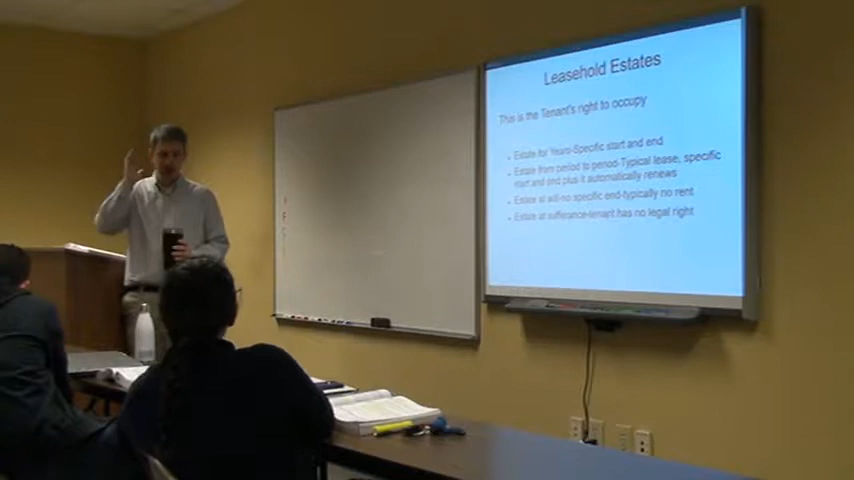 Leasehold Estates
This is the Tenant's right to occupy
• Estate for Years-Specific start and end
• Estate from period to period-Typical lease, specific
start and end plus it automatically renews
• Estate at will-no specific end-typically no rent
• Estate at sufferance-tenant has no legal right